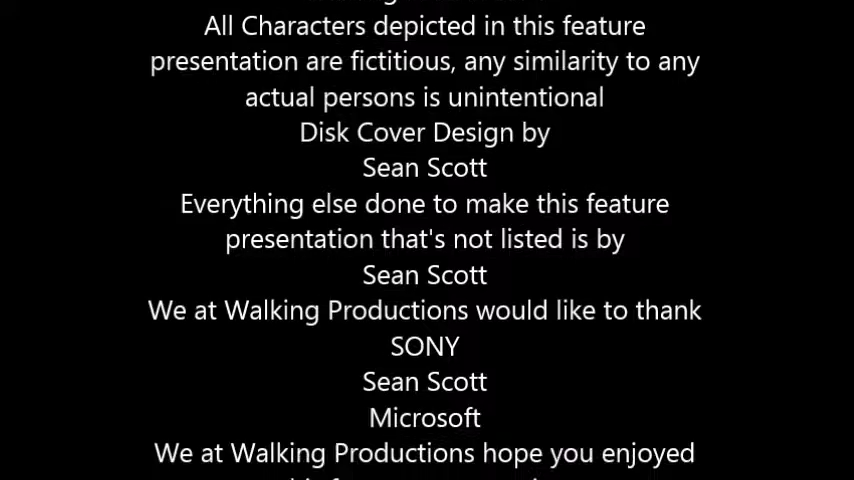 All Characters depicted in this feature
presentation are fictitious, any similarity to any
actual persons is unintentional
Disk Cover Design by
Sean Scott
Everything else done to make this feature
presentation that's not listed is by
Sean Scott
We at Walking Productions would like to thank
SONY
Sean Scott
Microsoft
We at Walking Productions hope you enjoyed